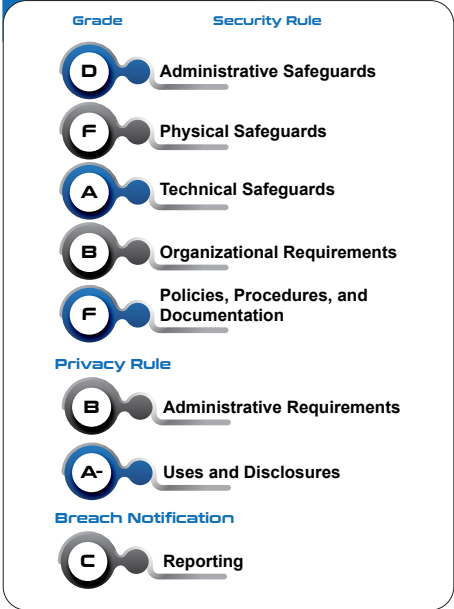 Grade Security Rule
D Administrative Safeguards
F Physical Safeguards
A Technical Safeguards
B Organizational Requirements
F Policies, Procedures, and
Documentation
Privacy Rule
B Administrative Requirements
A- Uses and Disclosures
Breach Notification
C Reporting